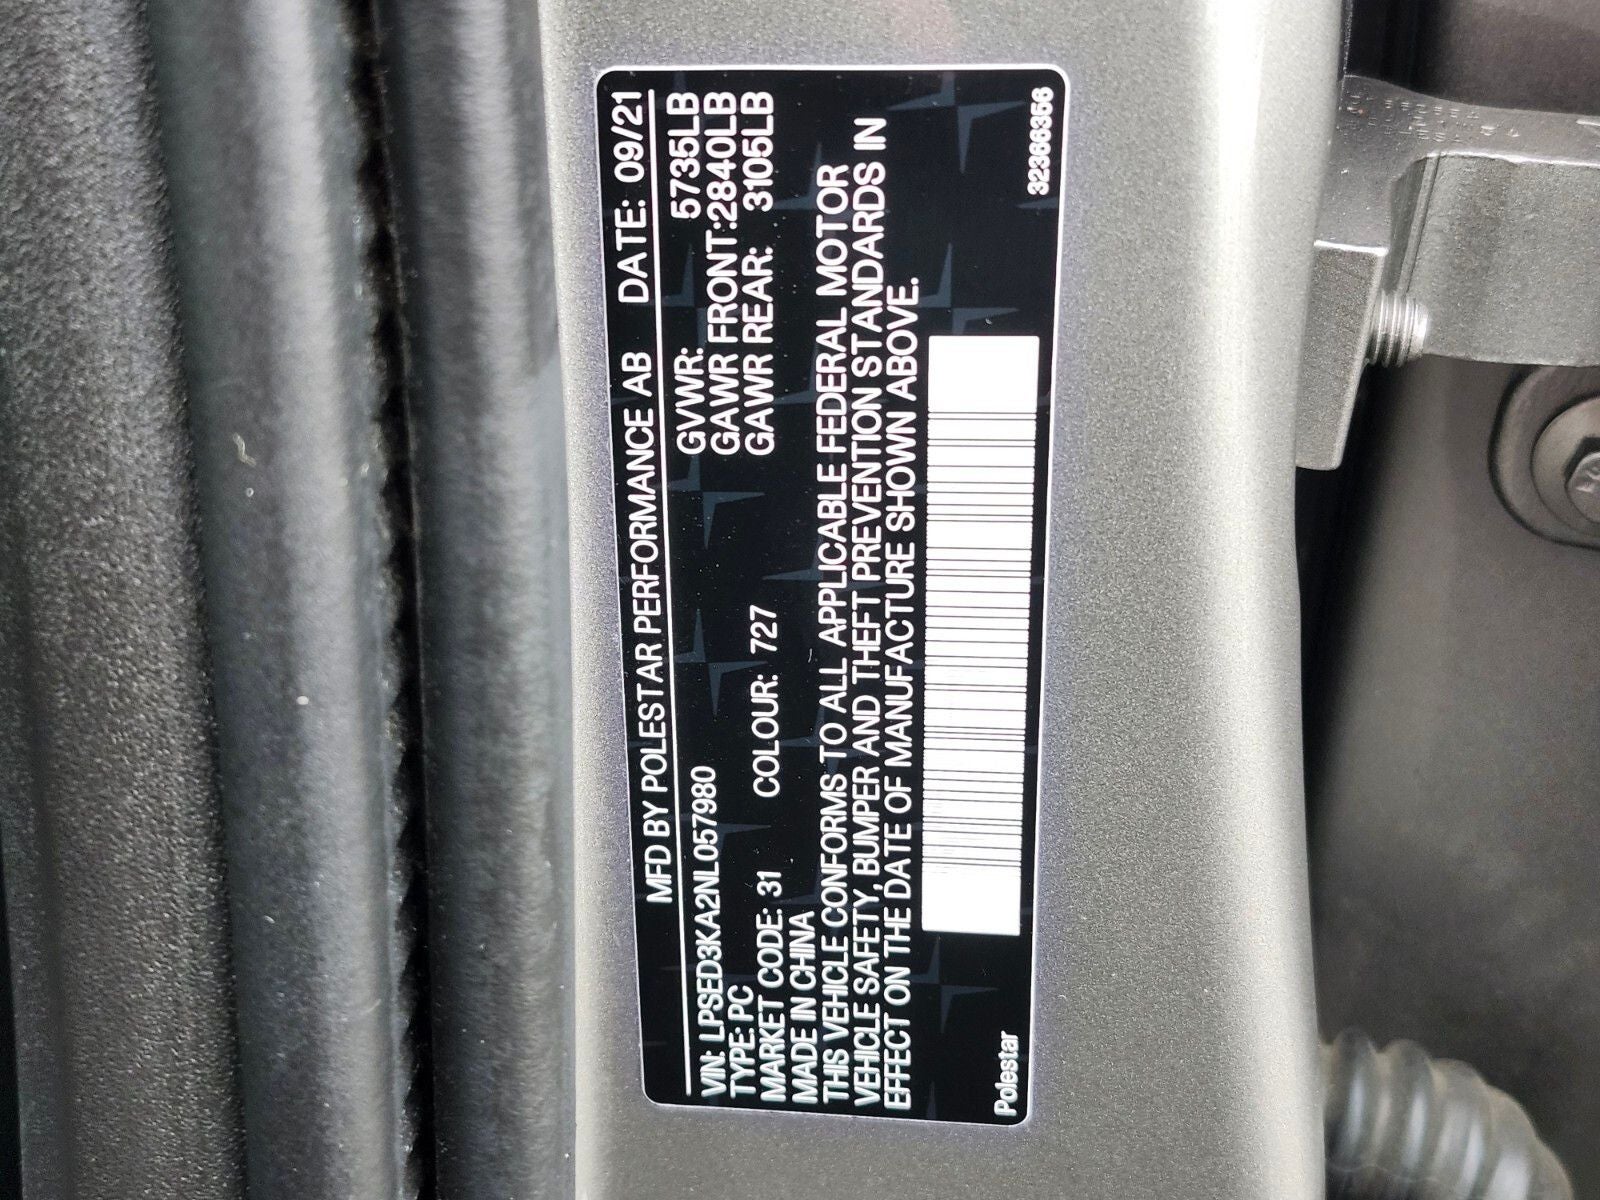 MFD BY POLESTAR PERFORMANCE AB DATE: 09/21
VIN: LPSED3KA2NL057980 GVWR: 5735LB
TYPE: PC GAWR FRONT:2840LB
MARKET CODE: 31 COLOUR: 727 GAWR REAR: 3105LB
MADE IN CHINA
THIS VEHICLE CONFORMS TO ALL APPLICABLE FEDERAL MOTOR
VEHICLE SAFETY, BUMPER AND THEFT PREVENTION STANDARDS IN
EFFECT ON THE DATE OF MANUFACTURE SHOWN ABOVE.
Polestar 32366356